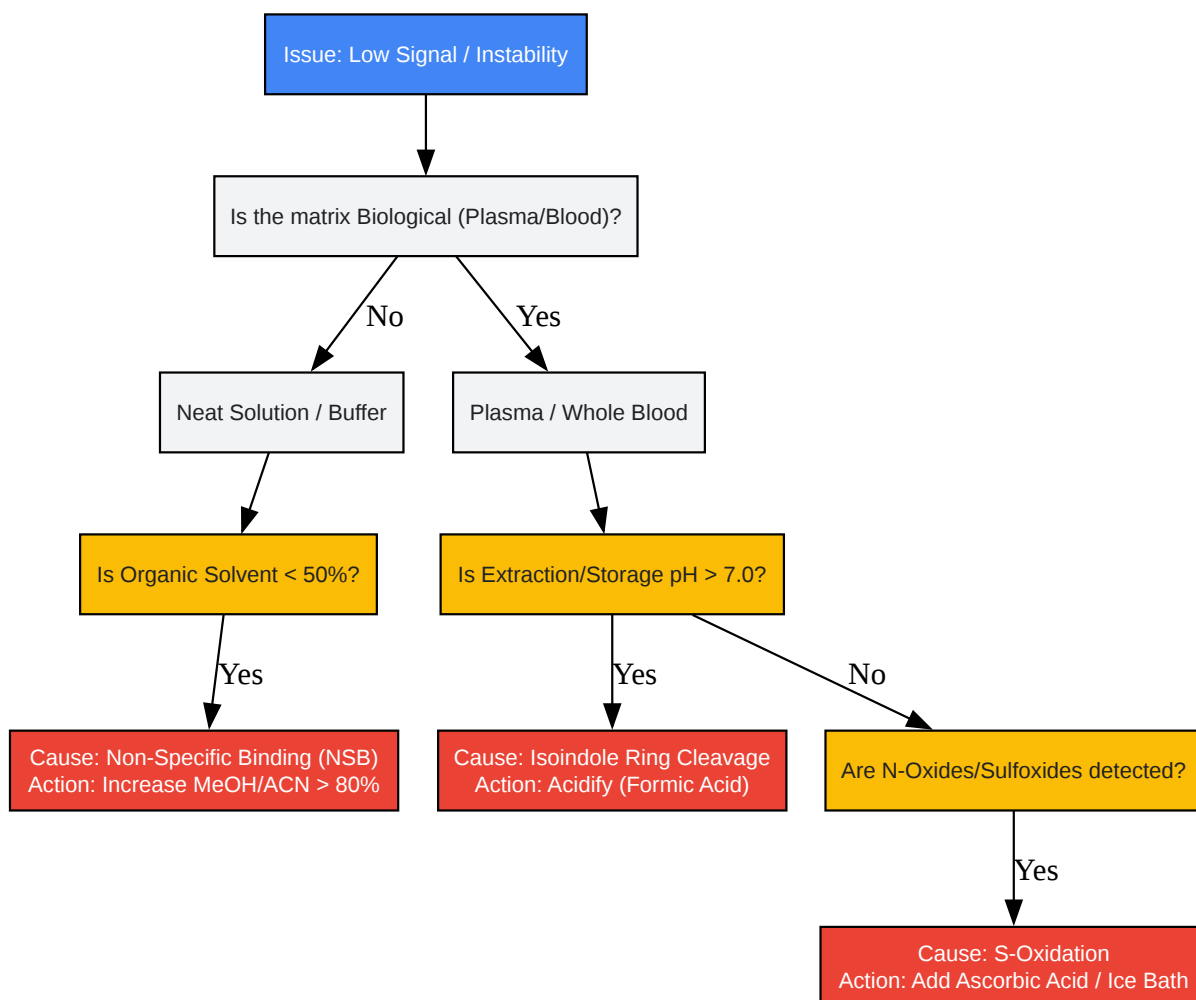 Issue: Low Signal / Instability
Is the matrix Biological (Plasma/Blood)?
No
Yes
Neat Solution / Buffer
Plasma / Whole Blood
Is Organic Solvent < 50%?
Is Extraction/Storage pH > 7.0?
Yes
Yes
No
Cause: Non-Specific Binding (NSB)
Action: Increase MeOH/ACN > 80%
Cause: Isoindole Ring Cleavage
Action: Acidify (Formic Acid)
Are N-Oxides/Sulfoxides detected?
Yes
Cause: S-Oxidation
Action: Add Ascorbic Acid / Ice Bath